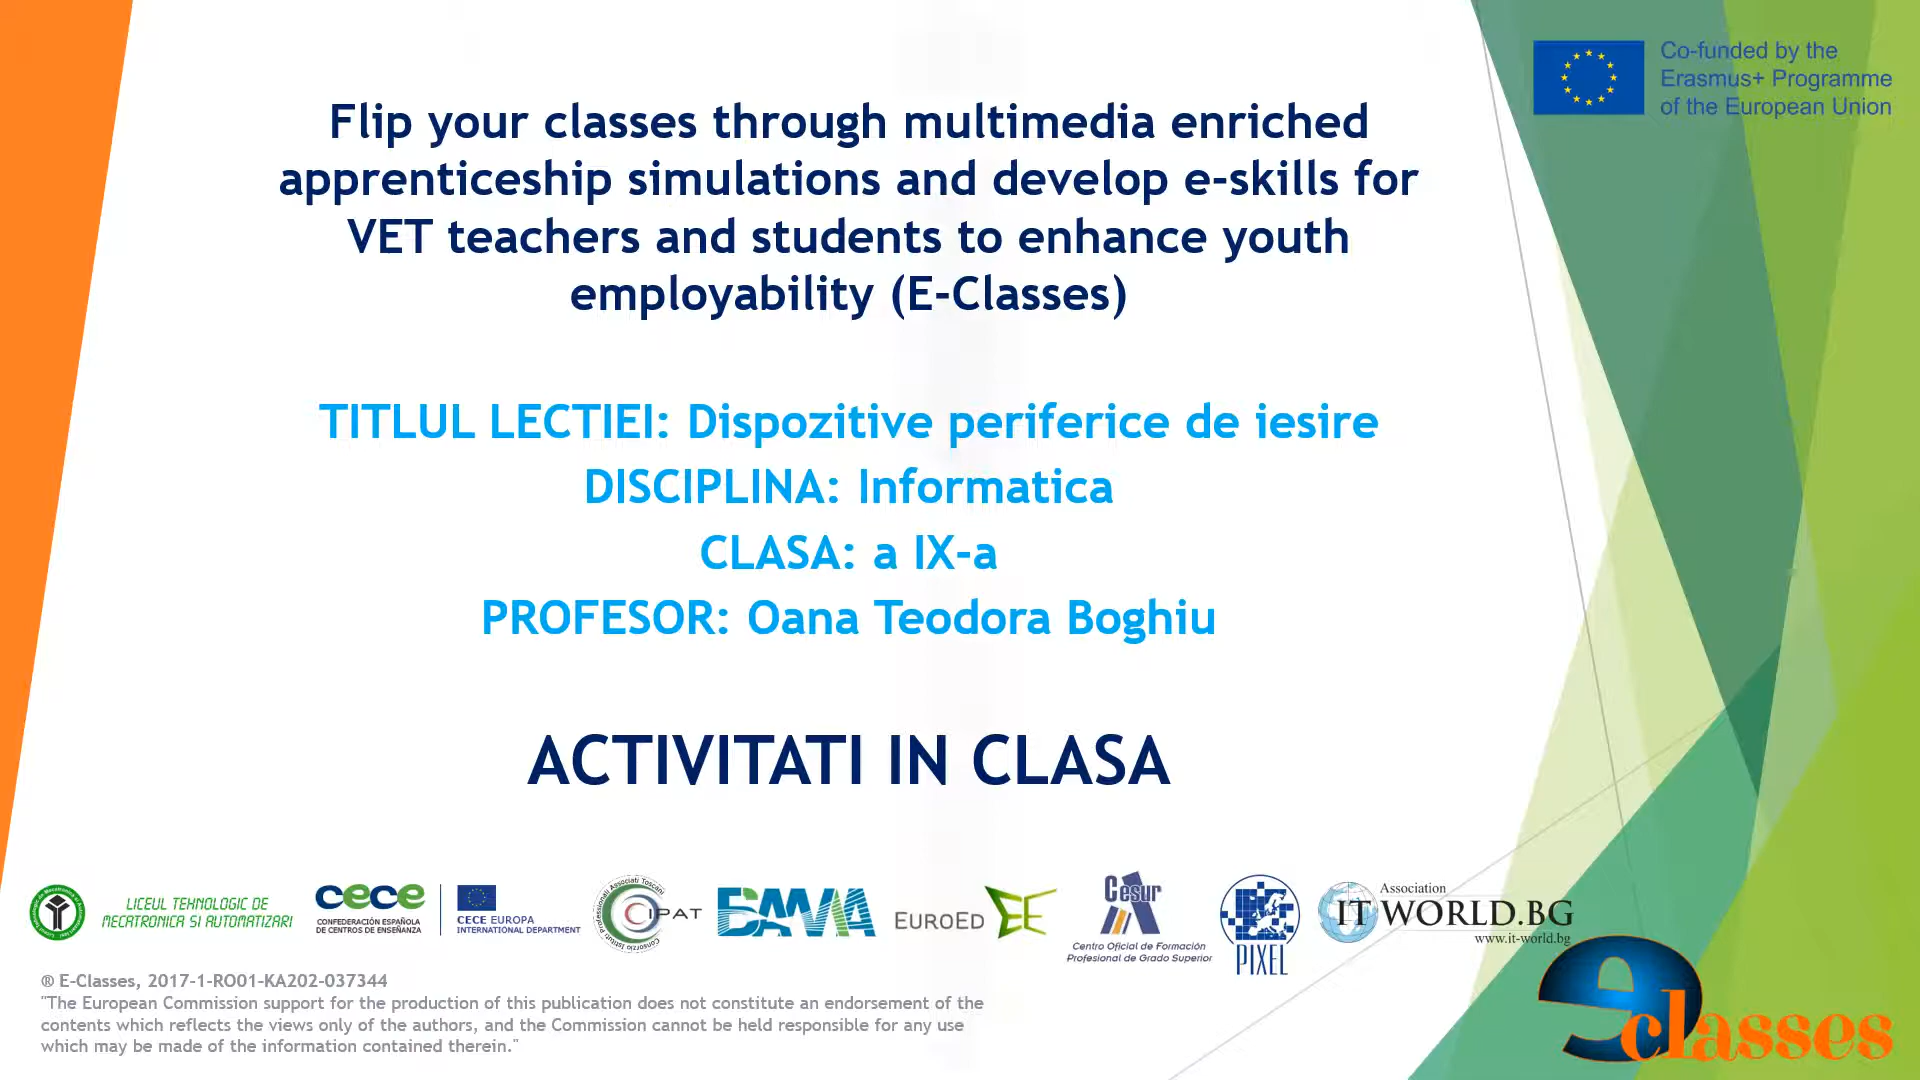 Co-funded by the
Erasmus+ Programme
of the European Union
Flip your classes through multimedia enriched
apprenticeship simulations and develop e-skills for
VET teachers and students to enhance youth
employability (E-Classes)
TITLUL LECTIEI: Dispozitive periferice de iesire
DISCIPLINA: Informatica
CLASA: a IX-a
PROFESOR: Oana Teodora Boghiu
ACTIVITATI IN CLASA
LICEUL TEHNOLOGIC DE
MECATRONICA SI AUTOMATIZARI
cece
CONFEDERACIÓN ESPAÑOLA
DE CENTROS DE ENSEÑANZA
CECE EUROPA
INTERNATIONAL DEPARTMENT
Consorzio Istituti Professionali Associati Toscani
CIPAT
EUROED
Cesur
Centro Oficial de Formación
Profesional de Grado Superior
PIXEL
Association
IT WORLD.BG
www.it-world.bg
® E-Classes, 2017-1-RO01-KA202-037344
"The European Commission support for the production of this publication does not constitute an endorsement of the
contents which reflects the views only of the authors, and the Commission cannot be held responsible for any use
which may be made of the information contained therein."
e classes